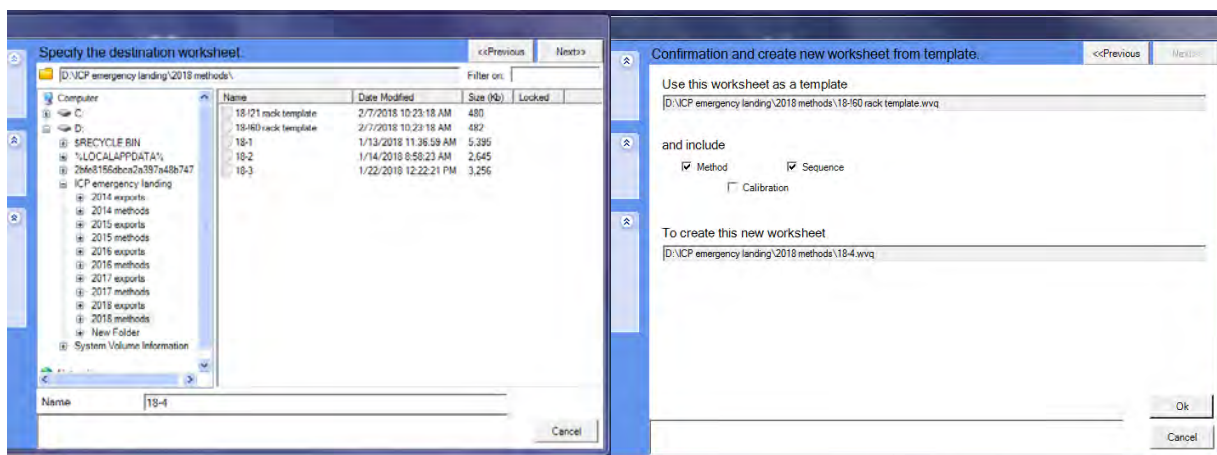 Specify the destination worksheet.
<<Previous
Next>>
D:\ICP emergency landing\2018 methods\
Filter on:
Computer
C:
D:
$RECYCLE.BIN
%LOCALAPPDATA%
2bfe8156dbca2a397a48b747
ICP emergency landing
2014 exports
2014 methods
2015 exports
2015 methods
2016 exports
2016 methods
2017 exports
2017 methods
2018 exports
2018 methods
New Folder
System Volume Information
Name Date Modified Size (Kb) Locked
18-!21 rack template 2/7/2018 10:23:18 AM 480
18-!60 rack template 2/7/2018 10:23:18 AM 482
18-1 1/13/2018 11:36:59 AM 5,395
18-2 1/14/2018 8:58:23 AM 2,645
18-3 1/22/2018 12:22:21 PM 3,256
Name 18-4
Cancel
Confirmation and create new worksheet from template.
<<Previous
Next>>
Use this worksheet as a template
D:\ICP emergency landing\2018 methods\18-!60 rack template.wvq
and include
Method Sequence
Calibration
To create this new worksheet
D:\ICP emergency landing\2018 methods\18-4.wvq
Ok
Cancel